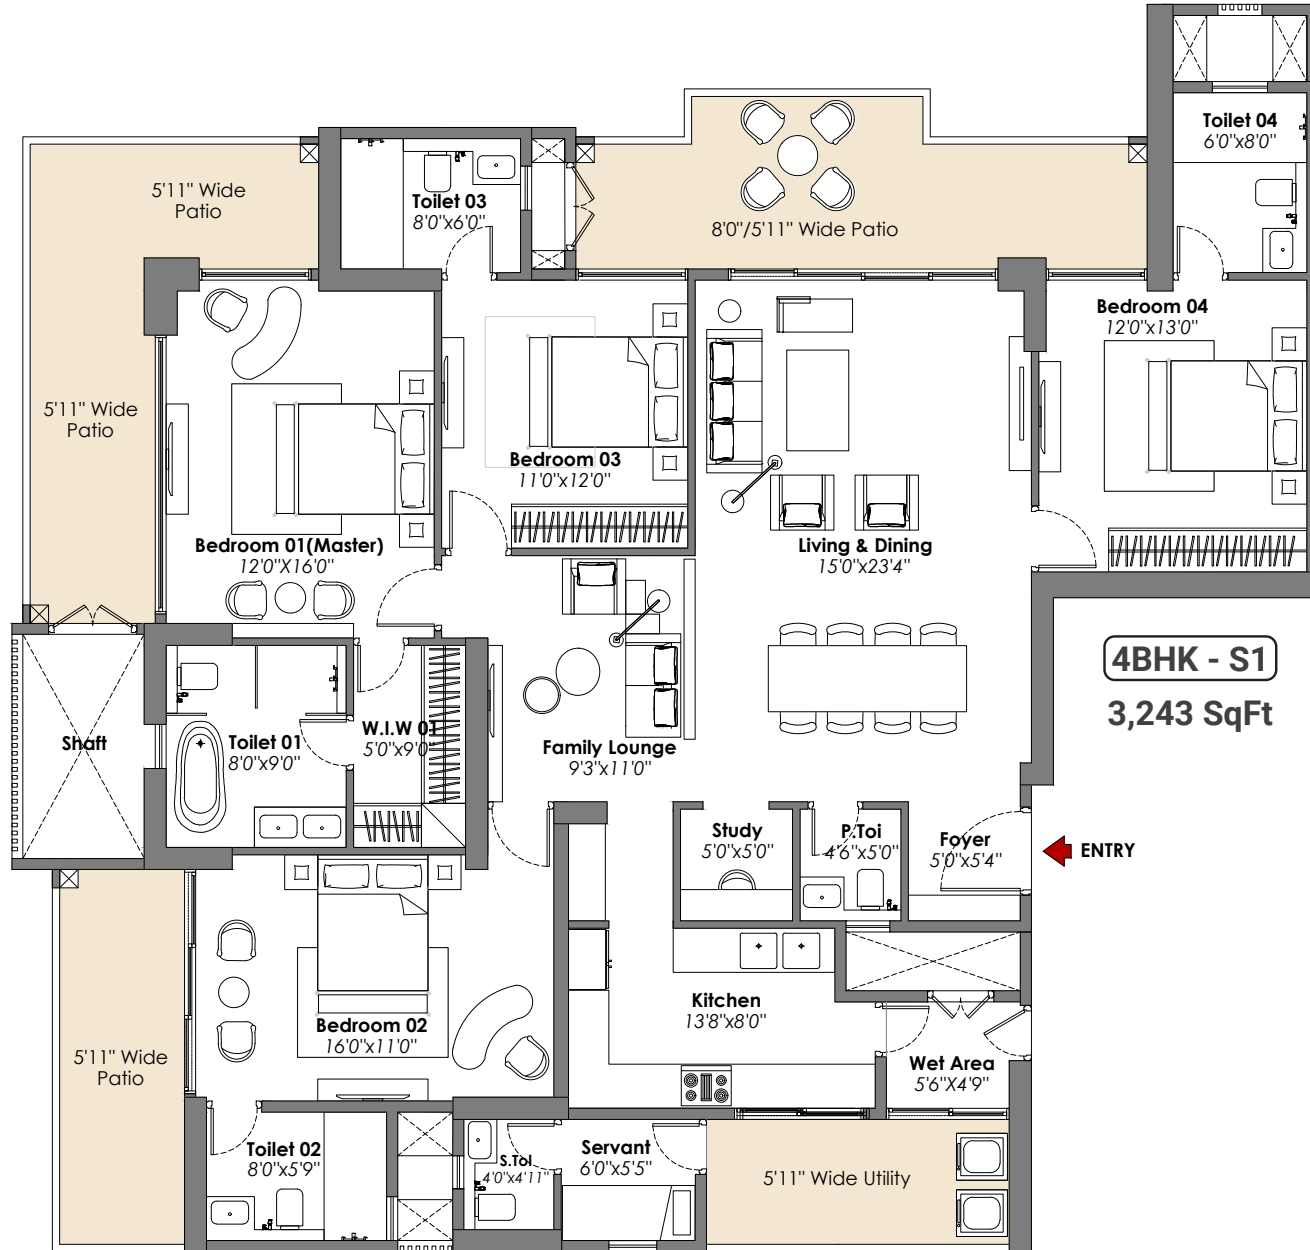 Toilet 04
6'0"x8'0"
5'11" Wide
Patio
Toilet 03
8'0"x6'0"
8'0"/5'11" Wide Patio
Bedroom 04
12'0"x13'0"
5'11" Wide
Patio
Bedroom 03
11'0"x12'0"
Bedroom 01(Master)
12'0"X16'0"
Living & Dining
15'0"x23'4"
4BHK - S1
3,243 SqFt
Shaft
Toilet 01
8'0"x9'0"
W.I.W 01
5'0"x9'0"
Family Lounge
9'3"x11'0"
Study
5'0"x5'0"
P.Toi
4'6"x5'0"
Foyer
5'0"x5'4"
ENTRY
Kitchen
13'8"x8'0"
Bedroom 02
16'0"x11'0"
5'11" Wide
Patio
Wet Area
5'6"X4'9"
Toilet 02
8'0"x5'9"
S.Toi
4'0"x4'11"
Servant
6'0"x5'5"
5'11" Wide Utility